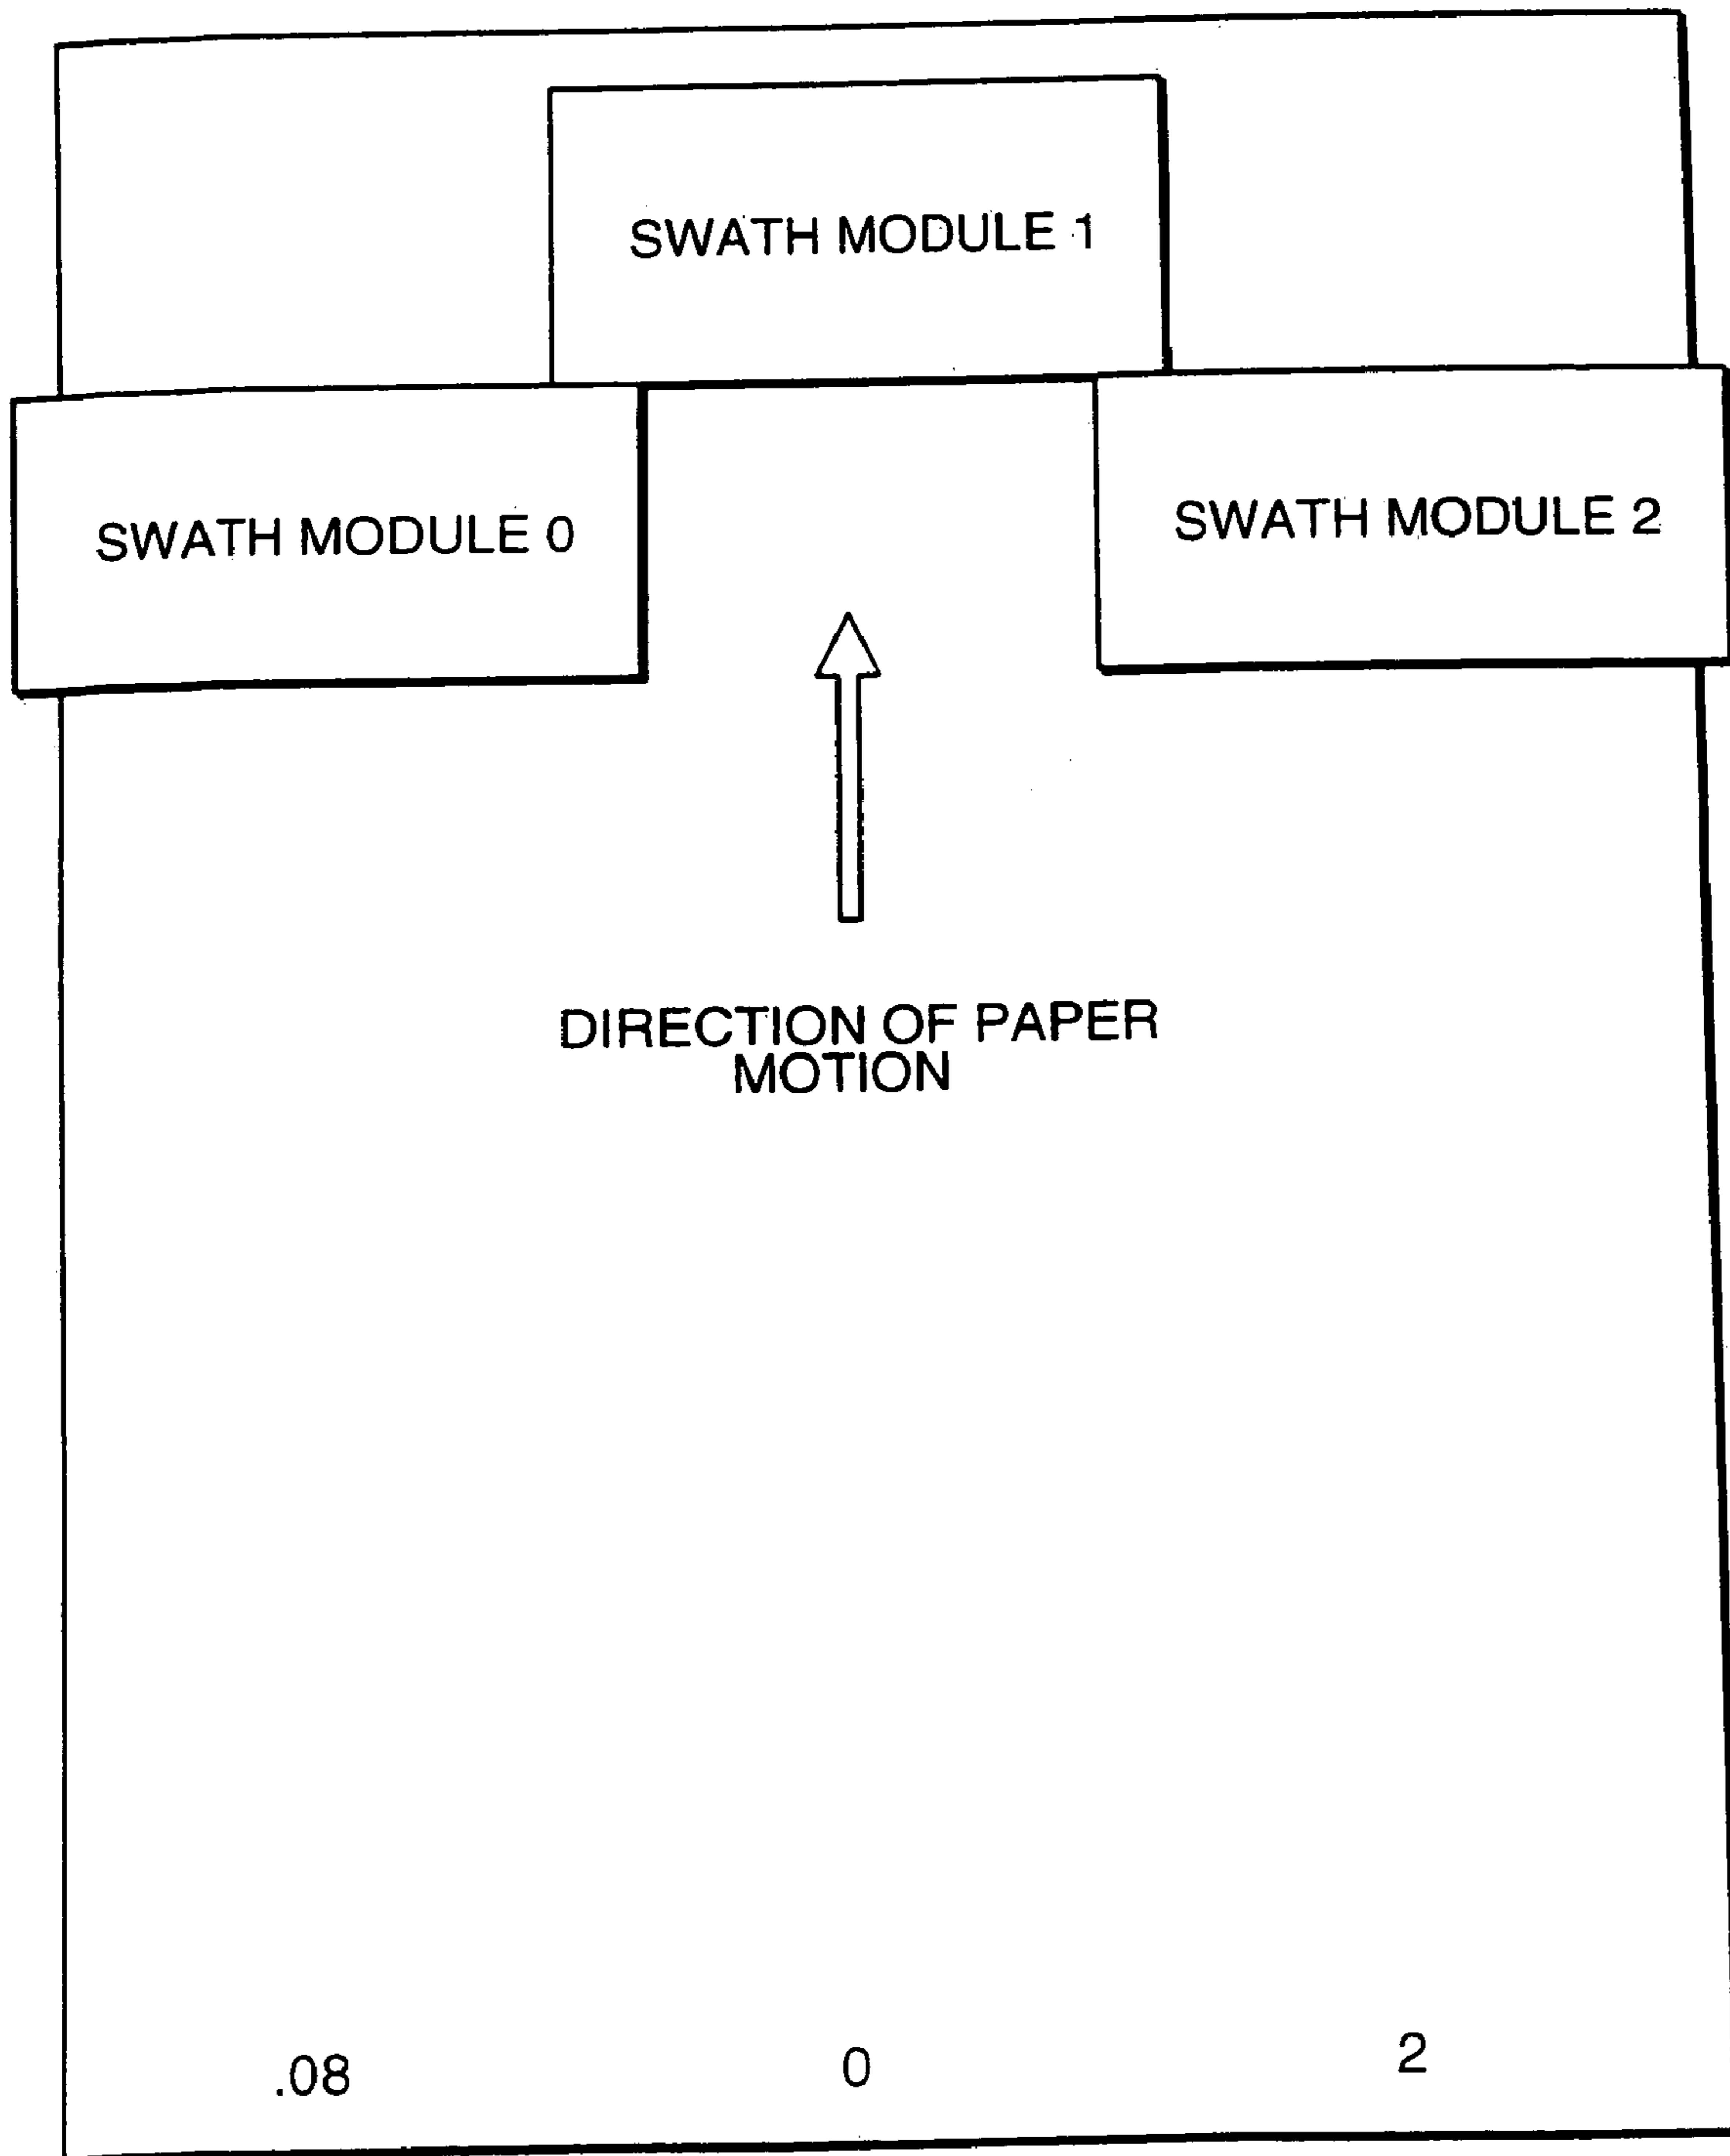 SWATH MODULE 1
SWATH MODULE 0
SWATH MODULE 2
DIRECTION OF PAPER
MOTION
.08
0
2